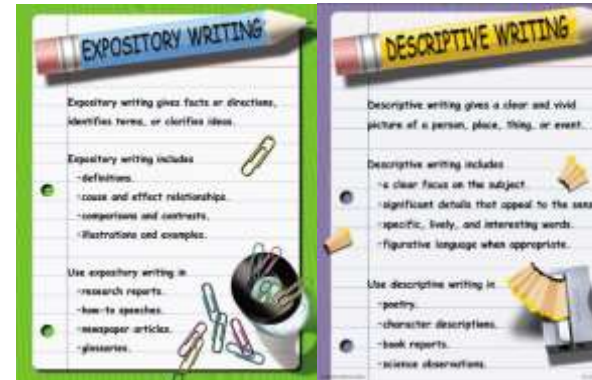 EXPOSITORY WRITING
Expository writing gives facts or directions,
identifies terms, or clarifies ideas.
Expository writing includes
-definitions.
-cause and effect relationships.
-comparisons and contrasts.
-illustrations and examples.
Use expository writing in
-research reports.
-how-to speeches.
-newspaper articles.
-glossaries.
DESCRIPTIVE WRITING
Descriptive writing gives a clear and vivid
picture of a person, place, thing, or event.
Descriptive writing includes
-a clear focus on the subject.
-significant details that appeal to the sens
-specific, lively, and interesting words.
-figurative language when appropriate.
Use descriptive writing in
-poetry.
-character descriptions.
-book reports.
-science observations.